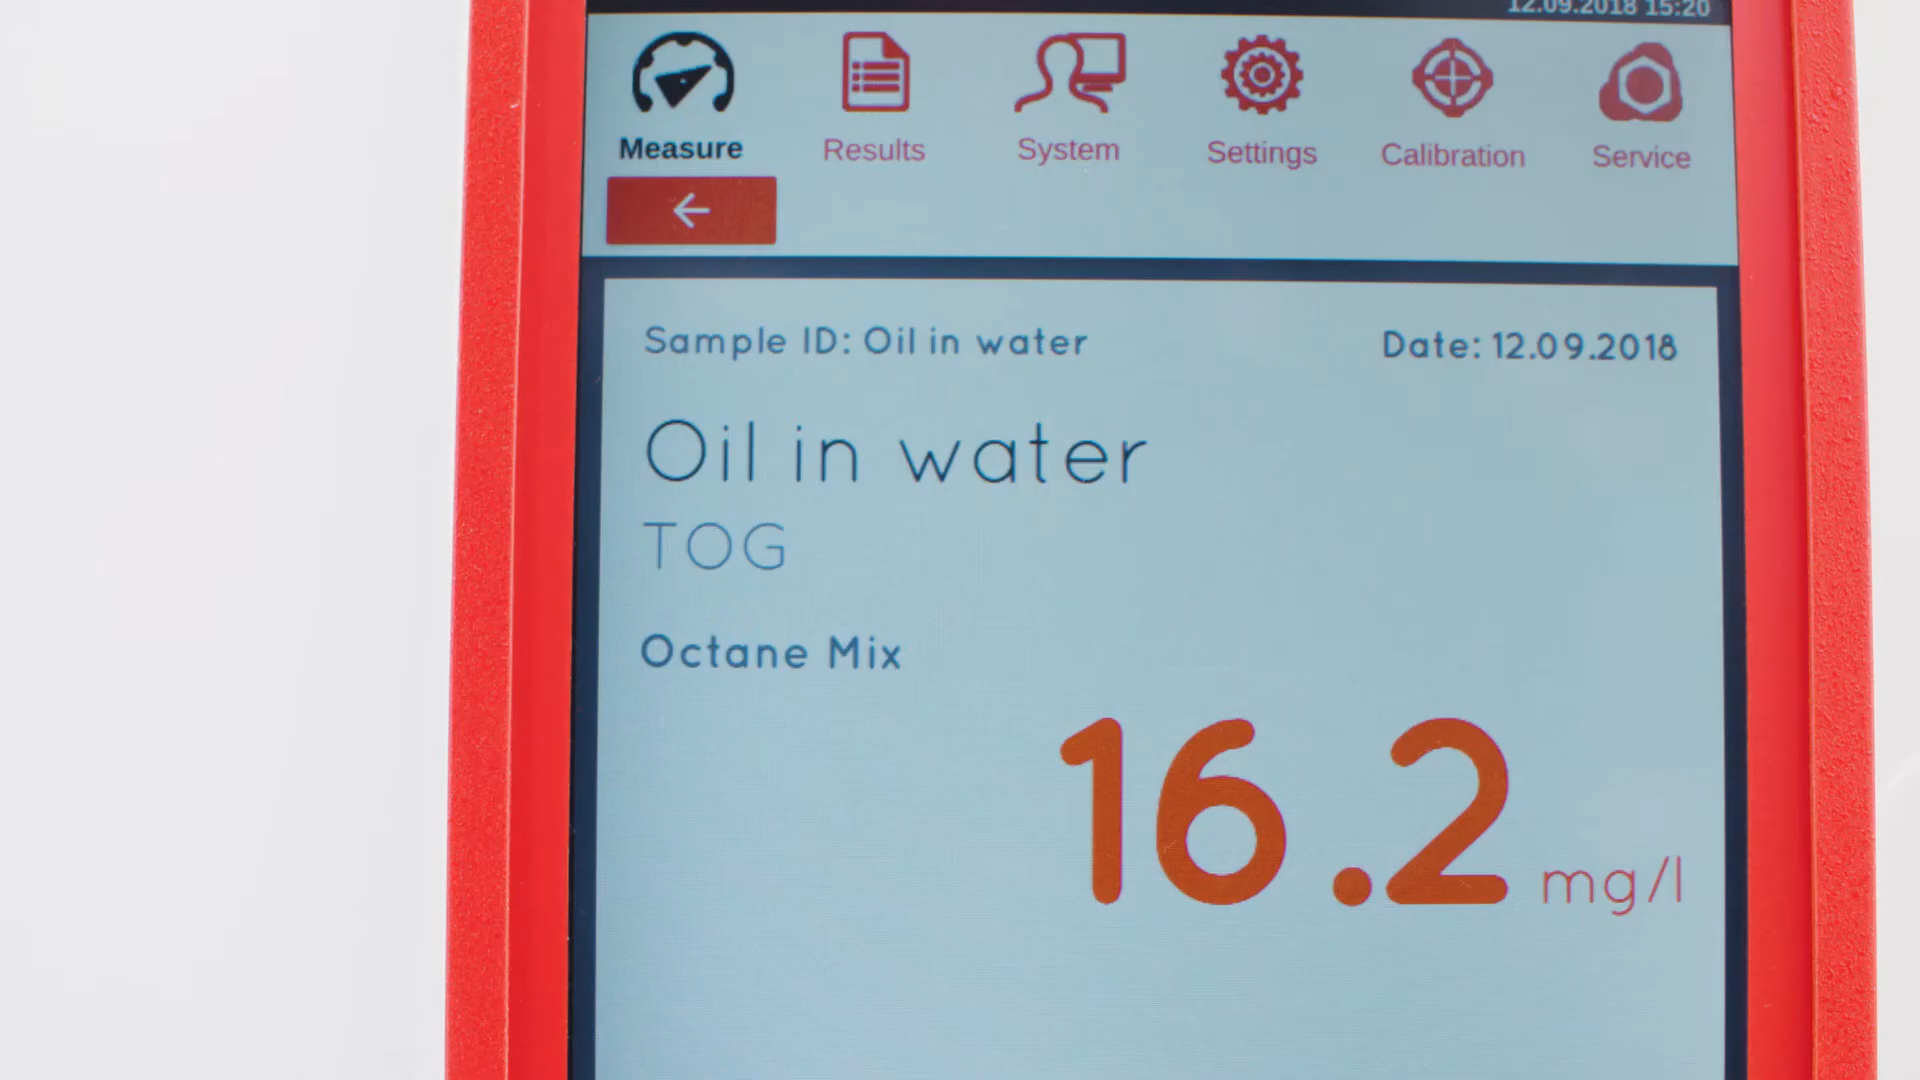 12.09.2018 15:20
Measure Results System Settings Calibration Service
Sample ID: Oil in water Date: 12.09.2018
Oil in water
TOG
Octane Mix
16.2 mg/l